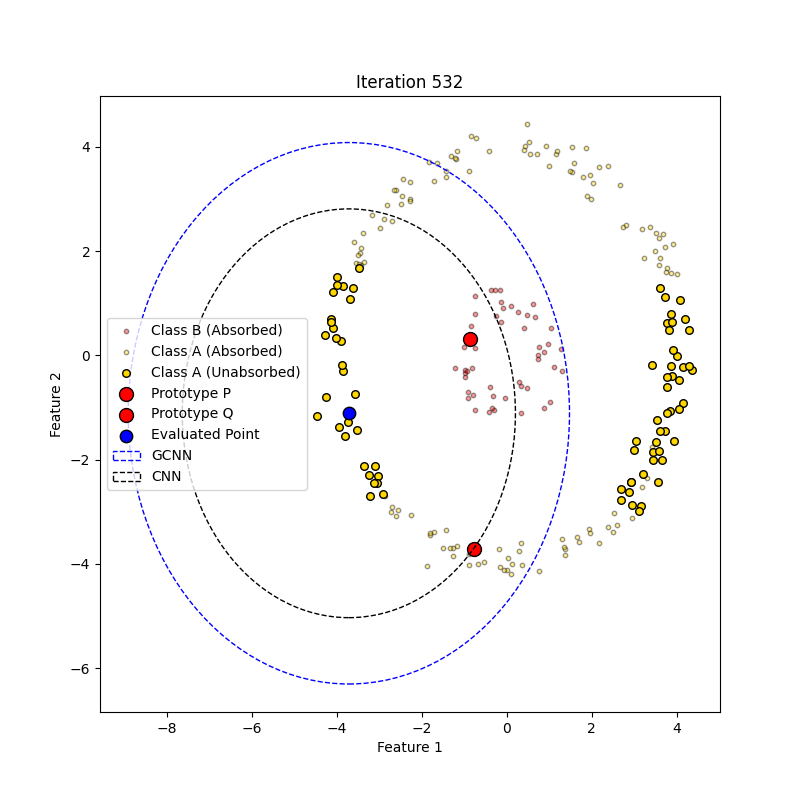 Iteration 532
4
2
0
−2
−4
−6
Feature 2
Class B (Absorbed)
Class A (Absorbed)
Class A (Unabsorbed)
Prototype P
Prototype Q
Evaluated Point
GCNN
CNN
−8
−6
−4
−2
0
2
4
Feature 1